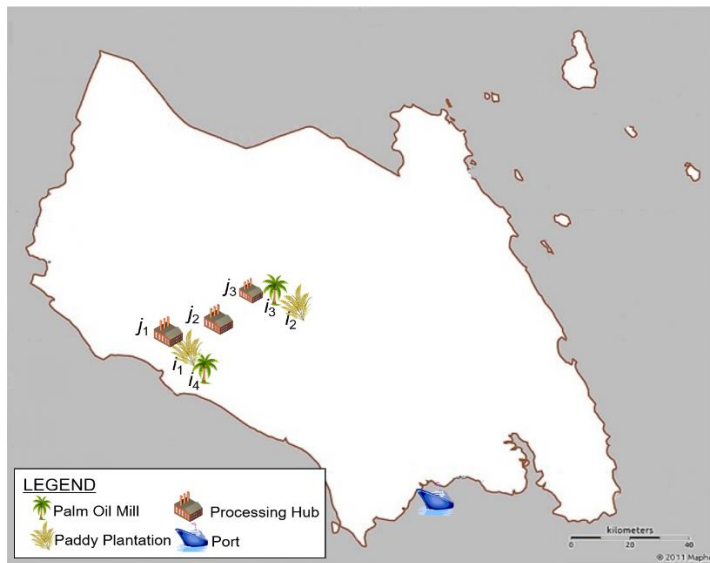 j3
i3
j2
i2
j1
i1
i4
LEGEND
Palm Oil Mill
Processing Hub
Paddy Plantation
Port
kilometers
0 20 40
© 2011 Mapho